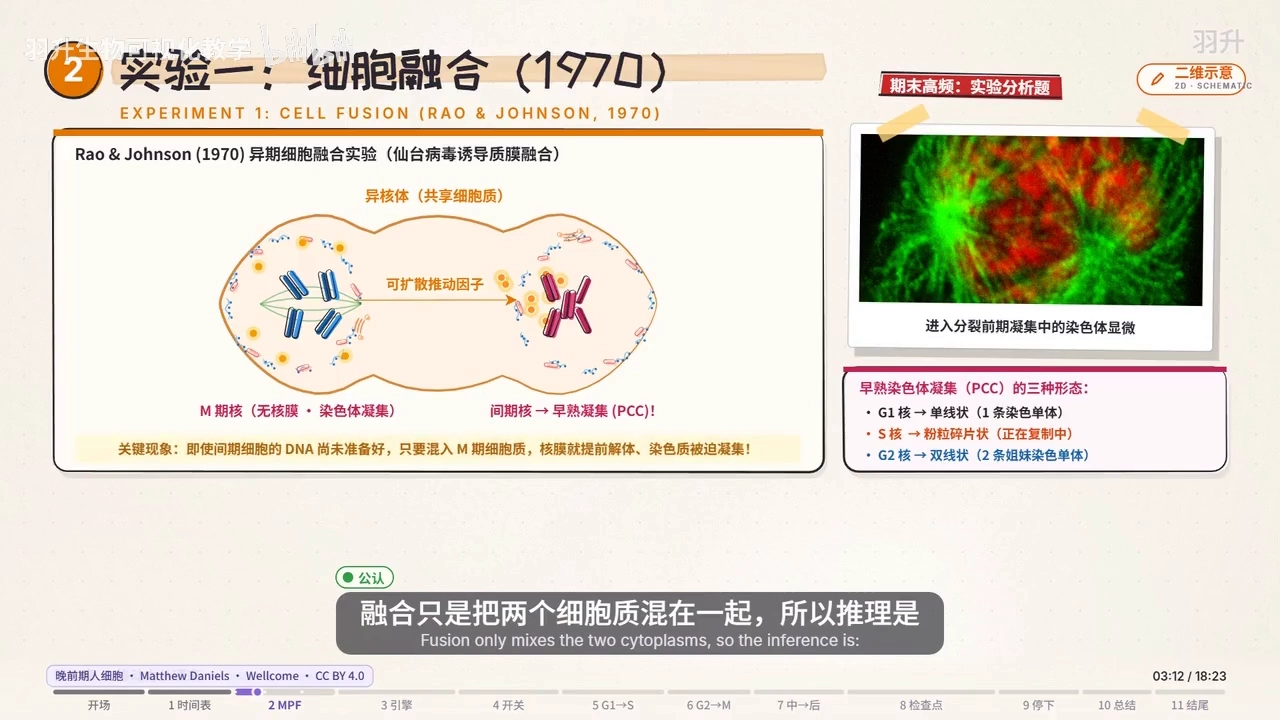 羽升生物可视化教学
羽升
2
实验一：细胞融合（1970）
EXPERIMENT 1: CELL FUSION (RAO & JOHNSON, 1970)
期末高频：实验分析题
二维示意
2D · SCHEMATIC
Rao & Johnson (1970) 异期细胞融合实验（仙台病毒诱导质膜融合）
异核体（共享细胞质）
可扩散推动因子
M 期核（无核膜 · 染色体凝集）
间期核 → 早熟凝集 (PCC)！
关键现象：即使间期细胞的 DNA 尚未准备好，只要混入 M 期细胞质，核膜就提前解体、染色质被迫凝集！
进入分裂前期凝集中的染色体显微
早熟染色体凝集（PCC）的三种形态：
· G1 核 → 单线状（1 条染色单体）
· S 核 → 粉粒碎片状（正在复制中）
· G2 核 → 双线状（2 条姐妹染色单体）
公认
融合只是把两个细胞质混在一起，所以推理是
Fusion only mixes the two cytoplasms, so the inference is:
晚前期人细胞 · Matthew Daniels · Wellcome · CC BY 4.0
03:12 / 18:23
开场
1 时间表
2 MPF
3 引擎
4 开关
5 G1→S
6 G2→M
7 中→后
8 检查点
9 停下
10 总结
11 结尾